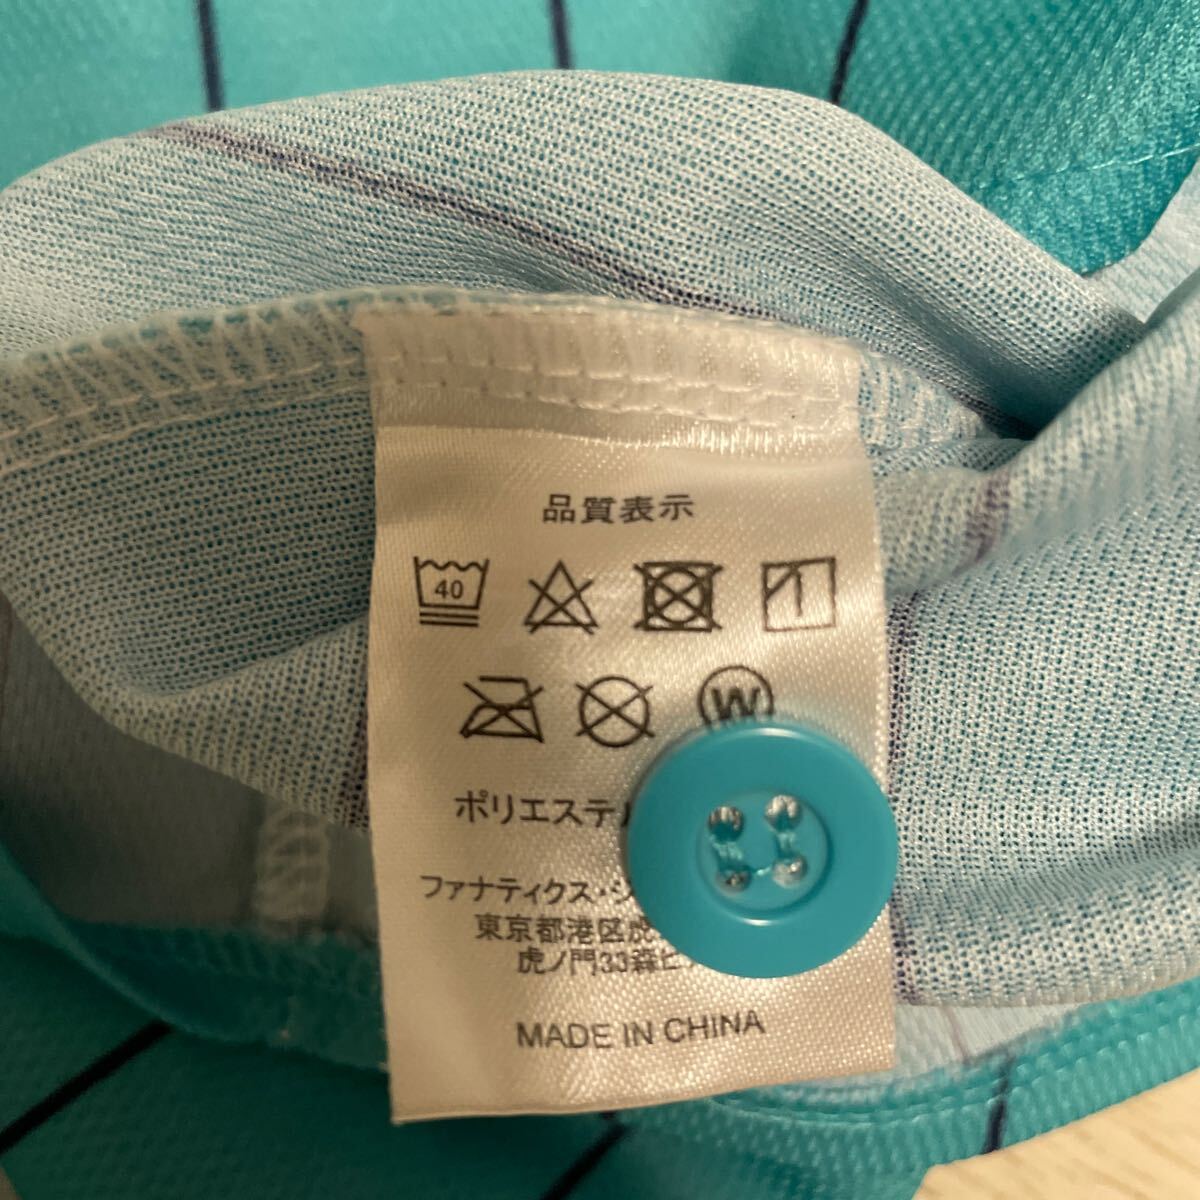 品質表示
40
W
ポリエステル
ファナティクス・
東京都港区虎
虎ノ門33森ビ
MADE IN CHINA